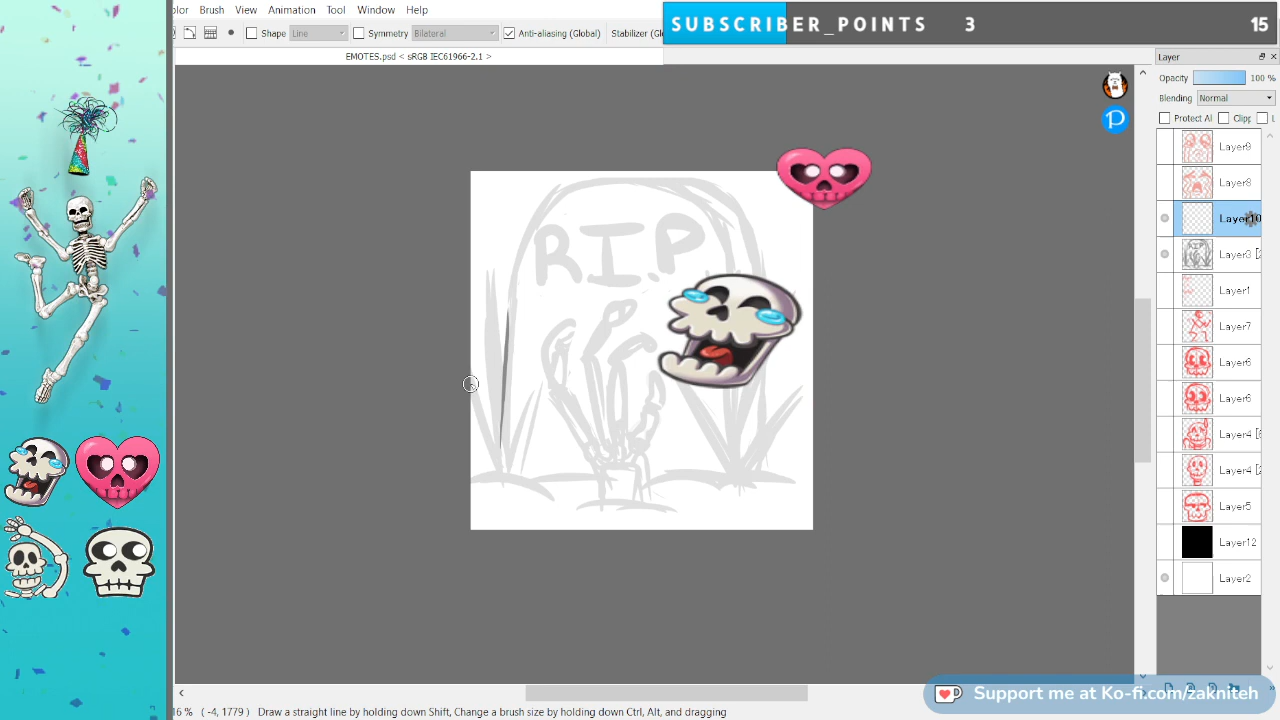 olor Brush View Animation Tool Window Help
Shape Line Symmetry Bilateral Anti-aliasing (Global) Stabilizer (Gl
SUBSCRIBER_POINTS 3 15
EMOTES.psd < sRGB IEC61966-2.1 >
Layer
Opacity 100 %
Blending Normal
Protect Al Clipp
Layer9
Layer8
Layer10
Layer3
Layer1
Layer7
Layer6
Layer6
Layer4
Layer4
Layer5
Layer12
Layer2
R.I.P
Support me at Ko-fi.com/zakniteh
16 % ( -4, 1779 ) Draw a straight line by holding down Shift, Change a brush size by holding down Ctrl, Alt, and dragging